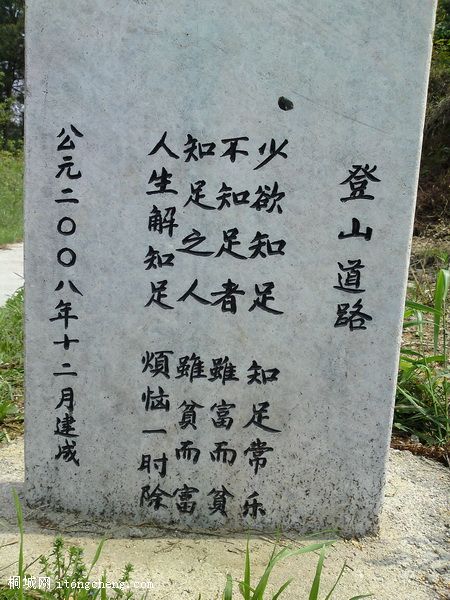 登山道路
少欲知足 知足常乐
不知足者 雖富而貧
知足之人 雖貧而富
人生解知足 煩恼一时除
公元二〇〇八年十二月建成
桐城网 itongcheng.com